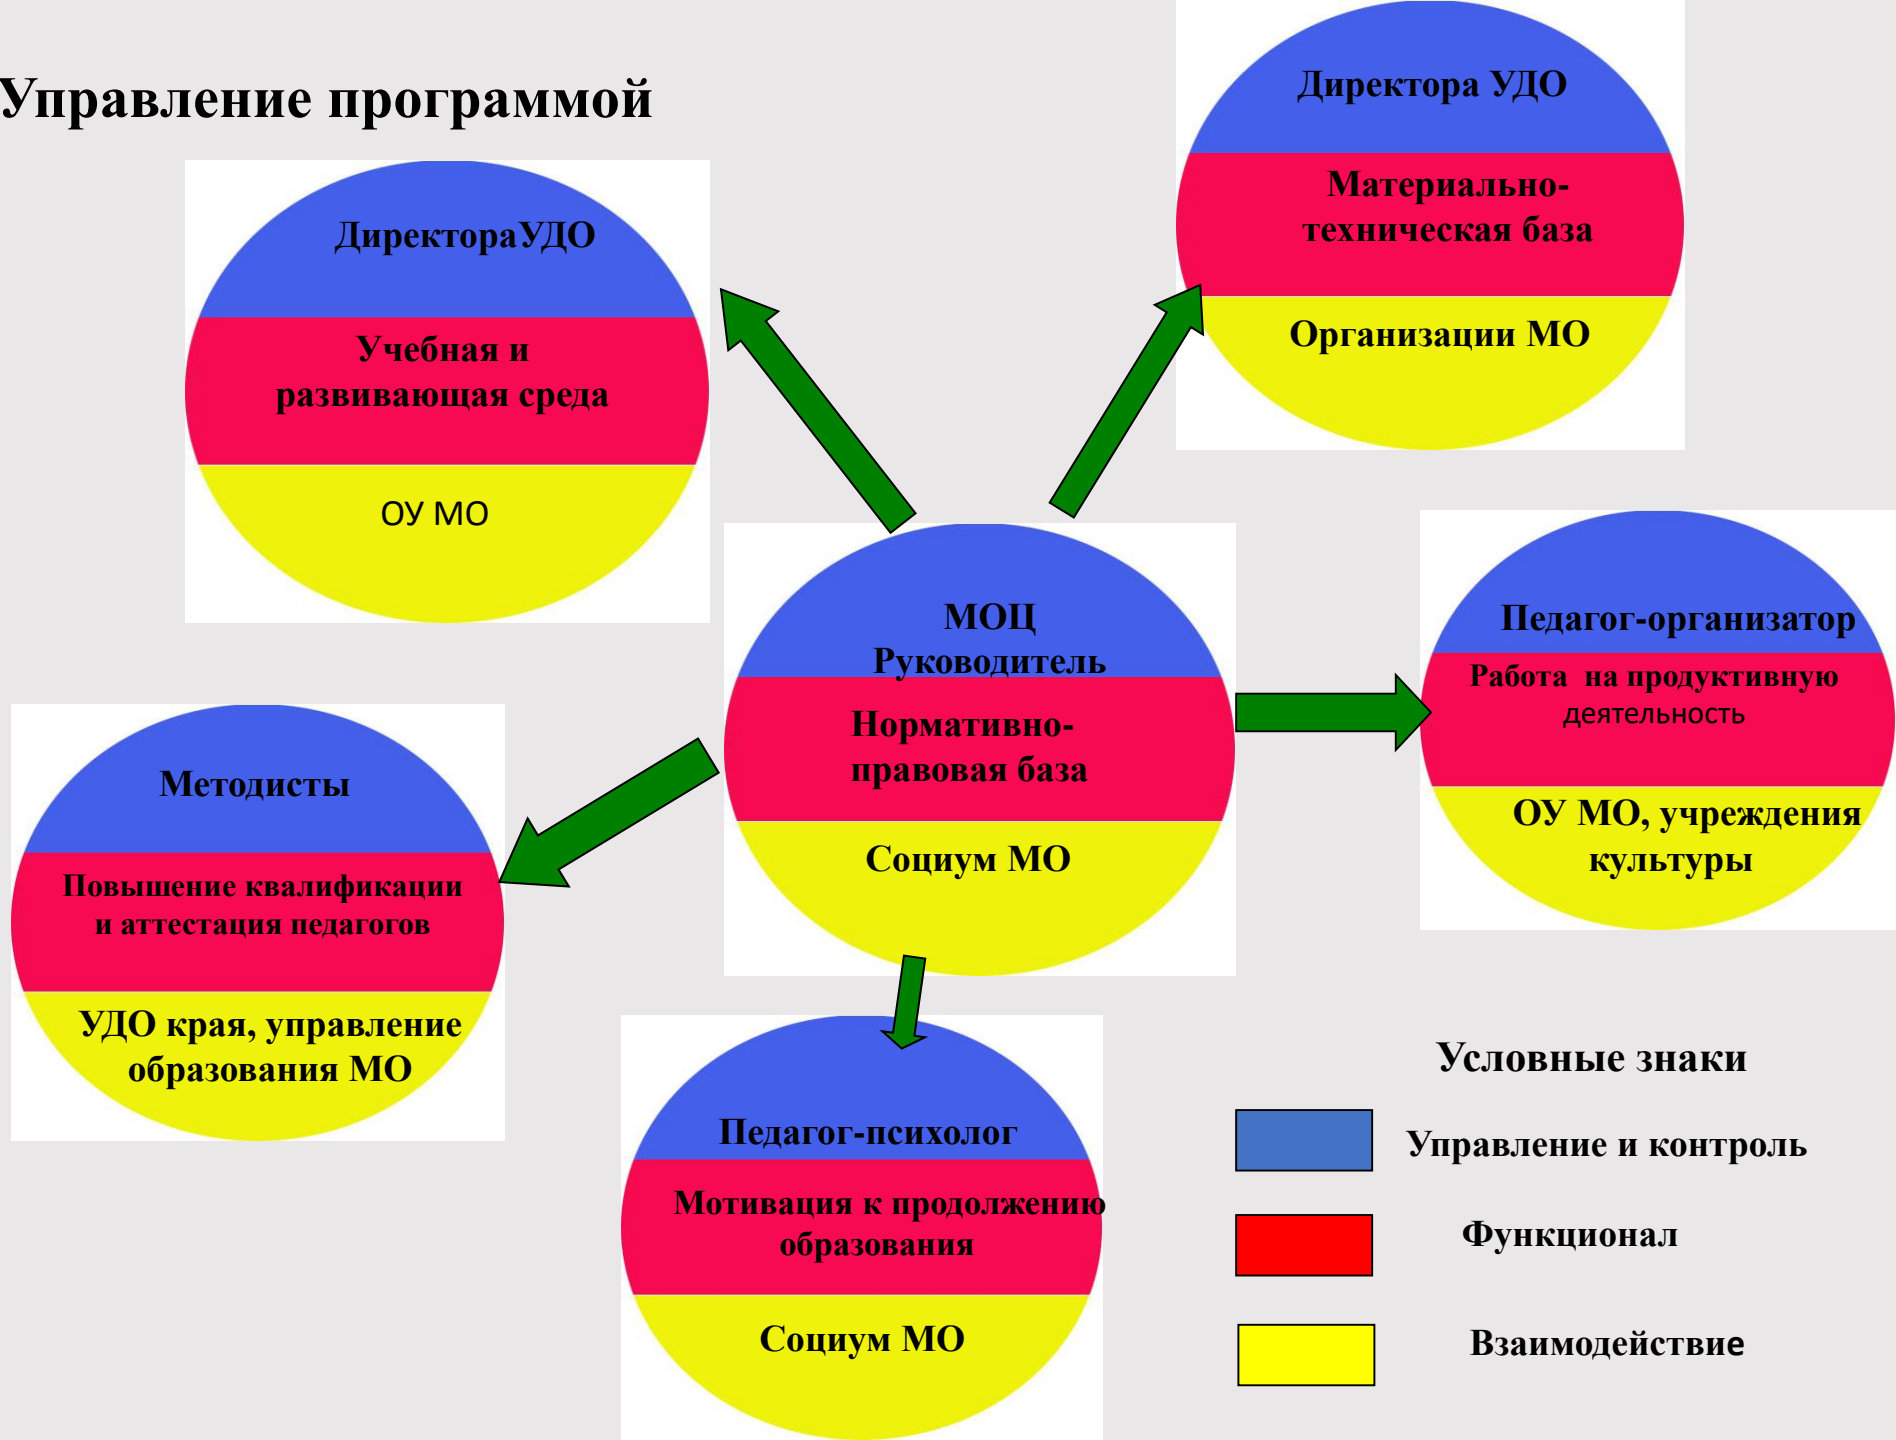 Управление программой
Директора УДО
Материально-
техническая база
Организации МО
ДиректораУДО
Учебная и
развивающая среда
ОУ МО
МОЦ
Руководитель
Нормативно-
правовая база
Социум МО
Педагог-организатор
Работа на продуктивную
деятельность
ОУ МО, учреждения
культуры
Методисты
Повышение квалификации
и аттестация педагогов
УДО края, управление
образования МО
Педагог-психолог
Мотивация к продолжению
образования
Социум МО
Условные знаки
Управление и контроль
Функционал
Взаимодействие